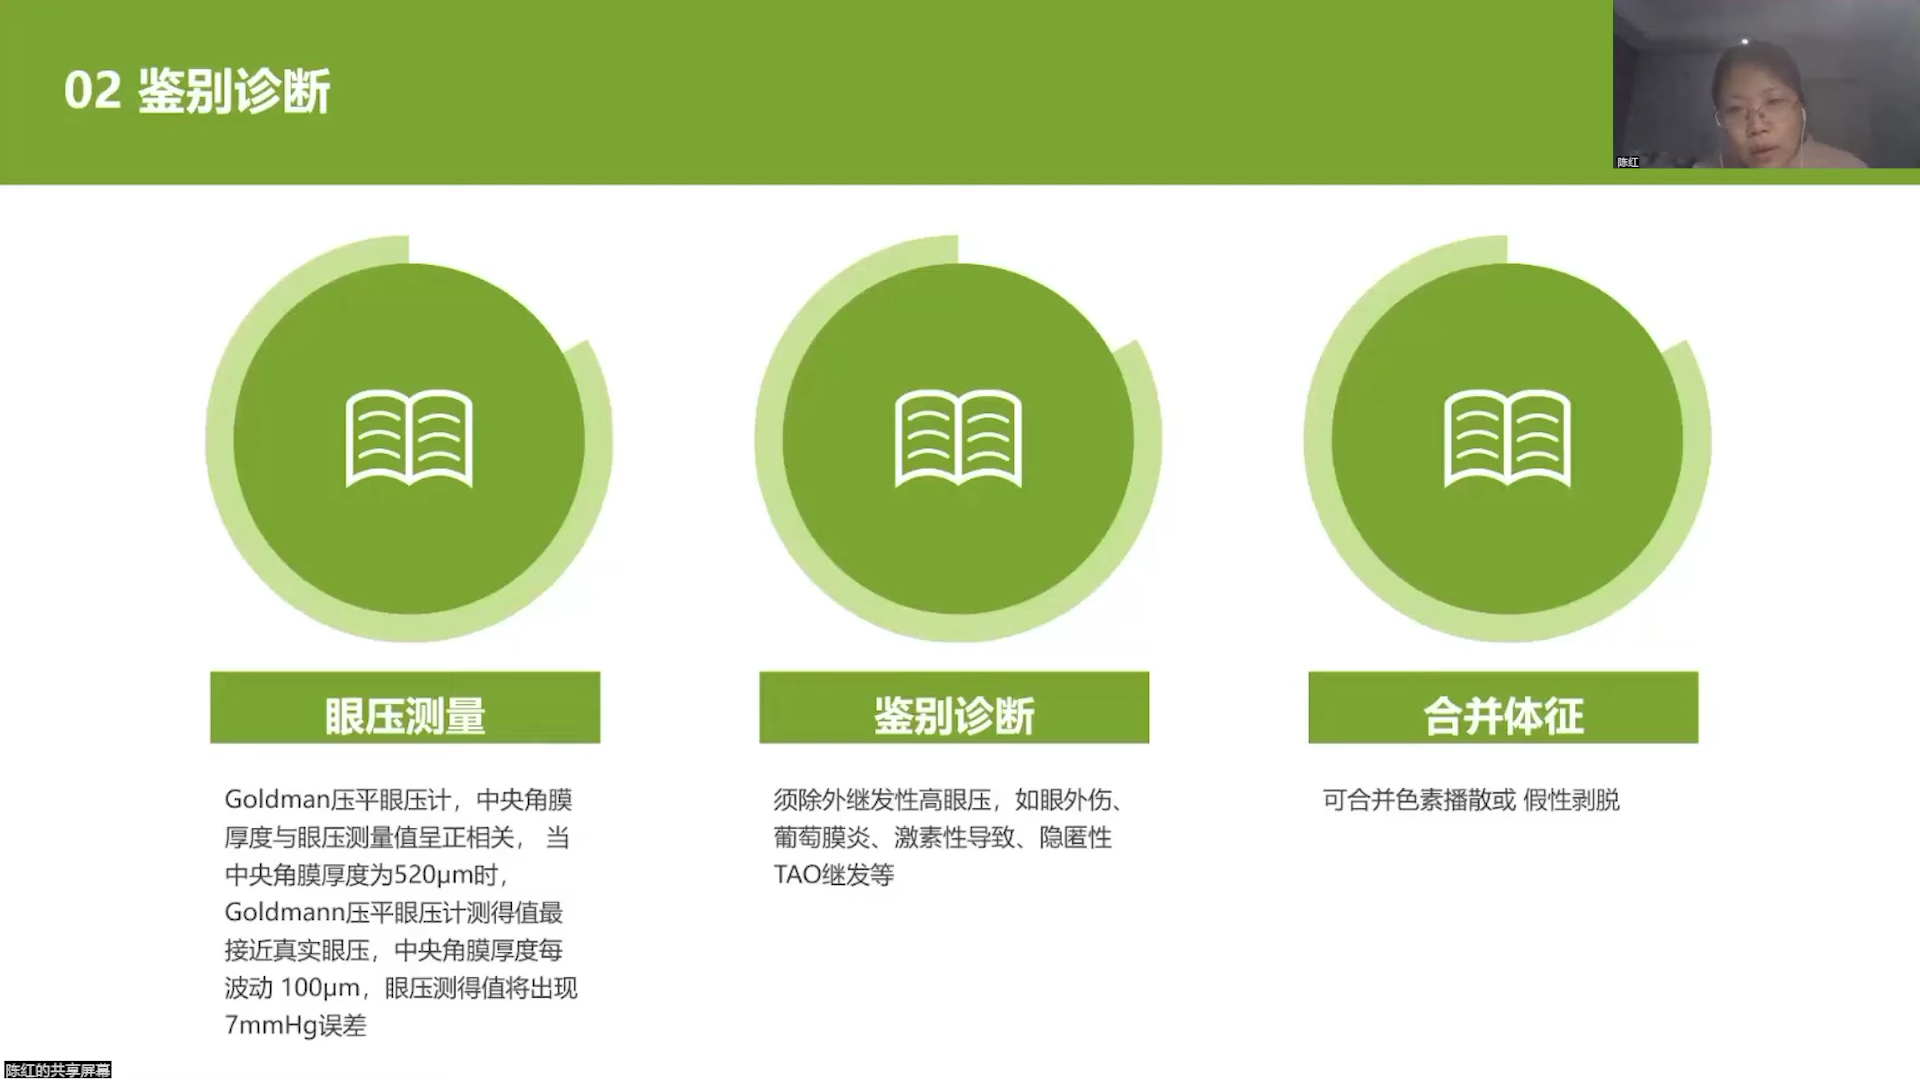 02 鉴别诊断
陈红
眼压测量
Goldman压平眼压计，中央角膜
厚度与眼压测量值呈正相关， 当
中央角膜厚度为520μm时，
Goldmann压平眼压计测得值最
接近真实眼压，中央角膜厚度每
波动 100μm，眼压测得值将出现
7mmHg误差
鉴别诊断
须除外继发性高眼压，如眼外伤、
葡萄膜炎、激素性导致、隐匿性
TAO继发等
合并体征
可合并色素播散或 假性剥脱
陈红的共享屏幕